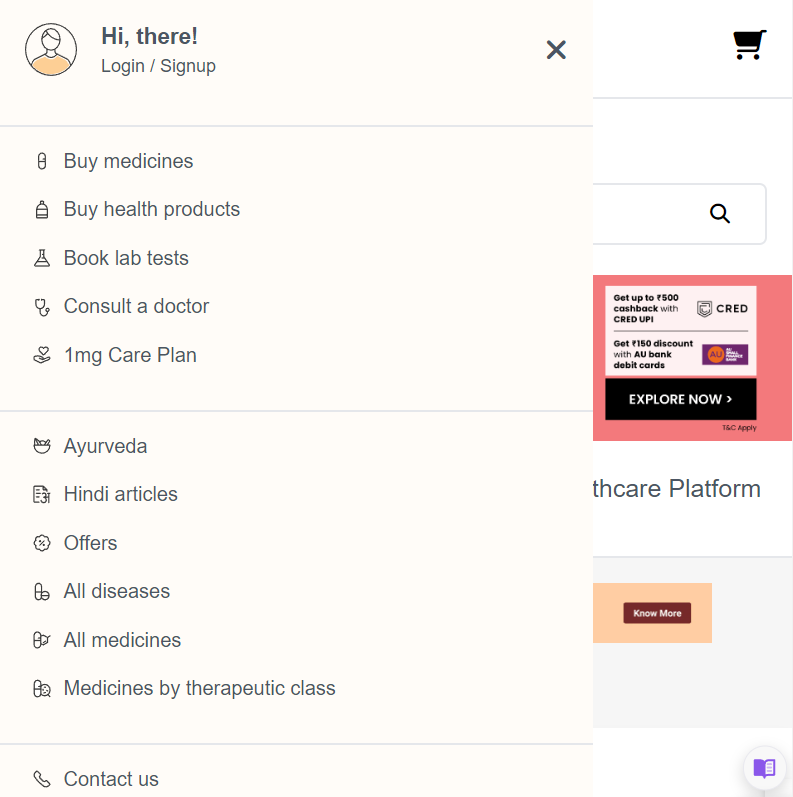 Hi, there!
Login / Signup
Buy medicines
Buy health products
Book lab tests
Consult a doctor
1mg Care Plan
Ayurveda
Hindi articles
Offers
All diseases
All medicines
Medicines by therapeutic class
Contact us
Get up to ₹500
cashback with
CRED UPI
CRED
Get ₹150 discount
with AU bank
debit cards
AU
SMALL
FINANCE
BANK
EXPLORE NOW >
T&C Apply
thcare Platform
Know More